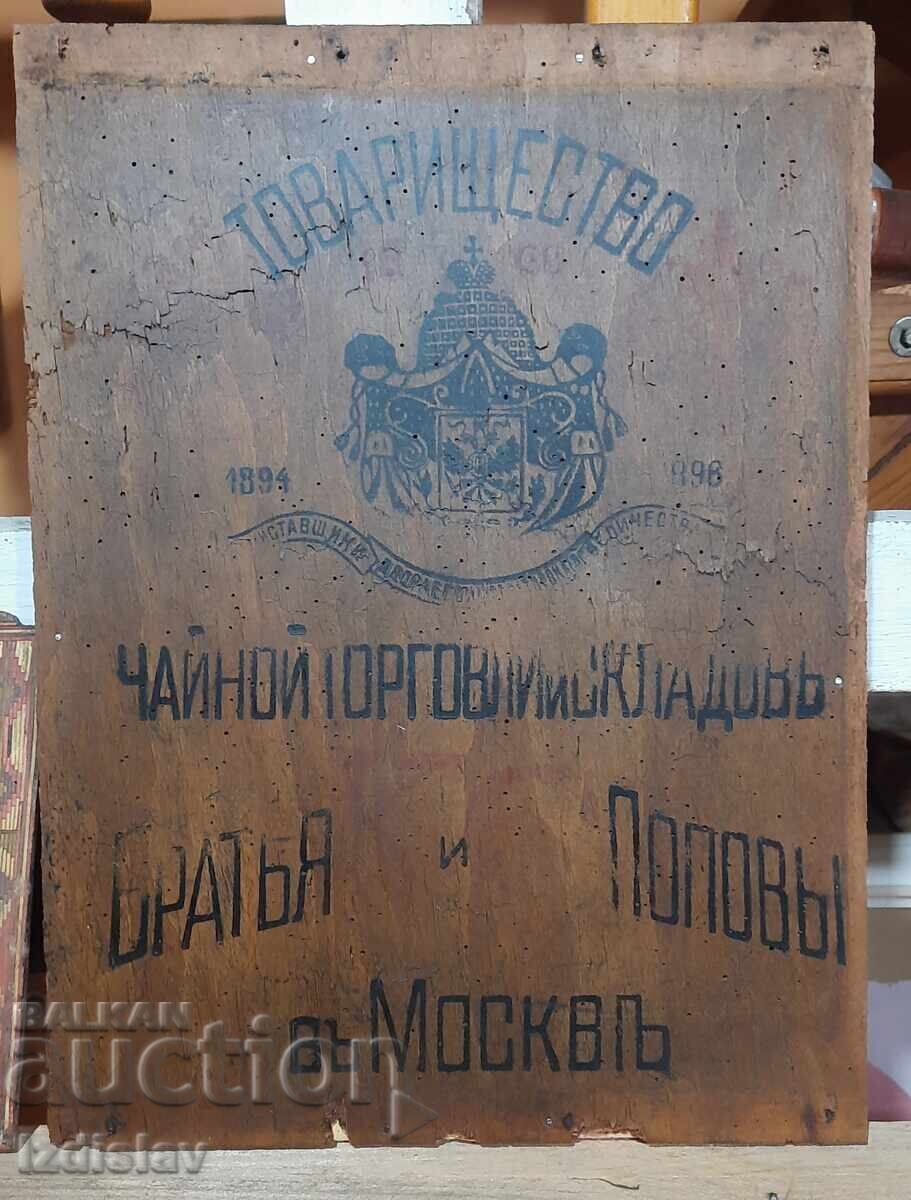 ТОВАРИЩЕСТВО
1894 896
ЧАЙНОЙ ТОРГОВЛИ и СКЛАДОВЪ
БРАТЬЯ и ПОПОВЫ
въ МОСКВѢ
BALKAN
auction
Izdislav